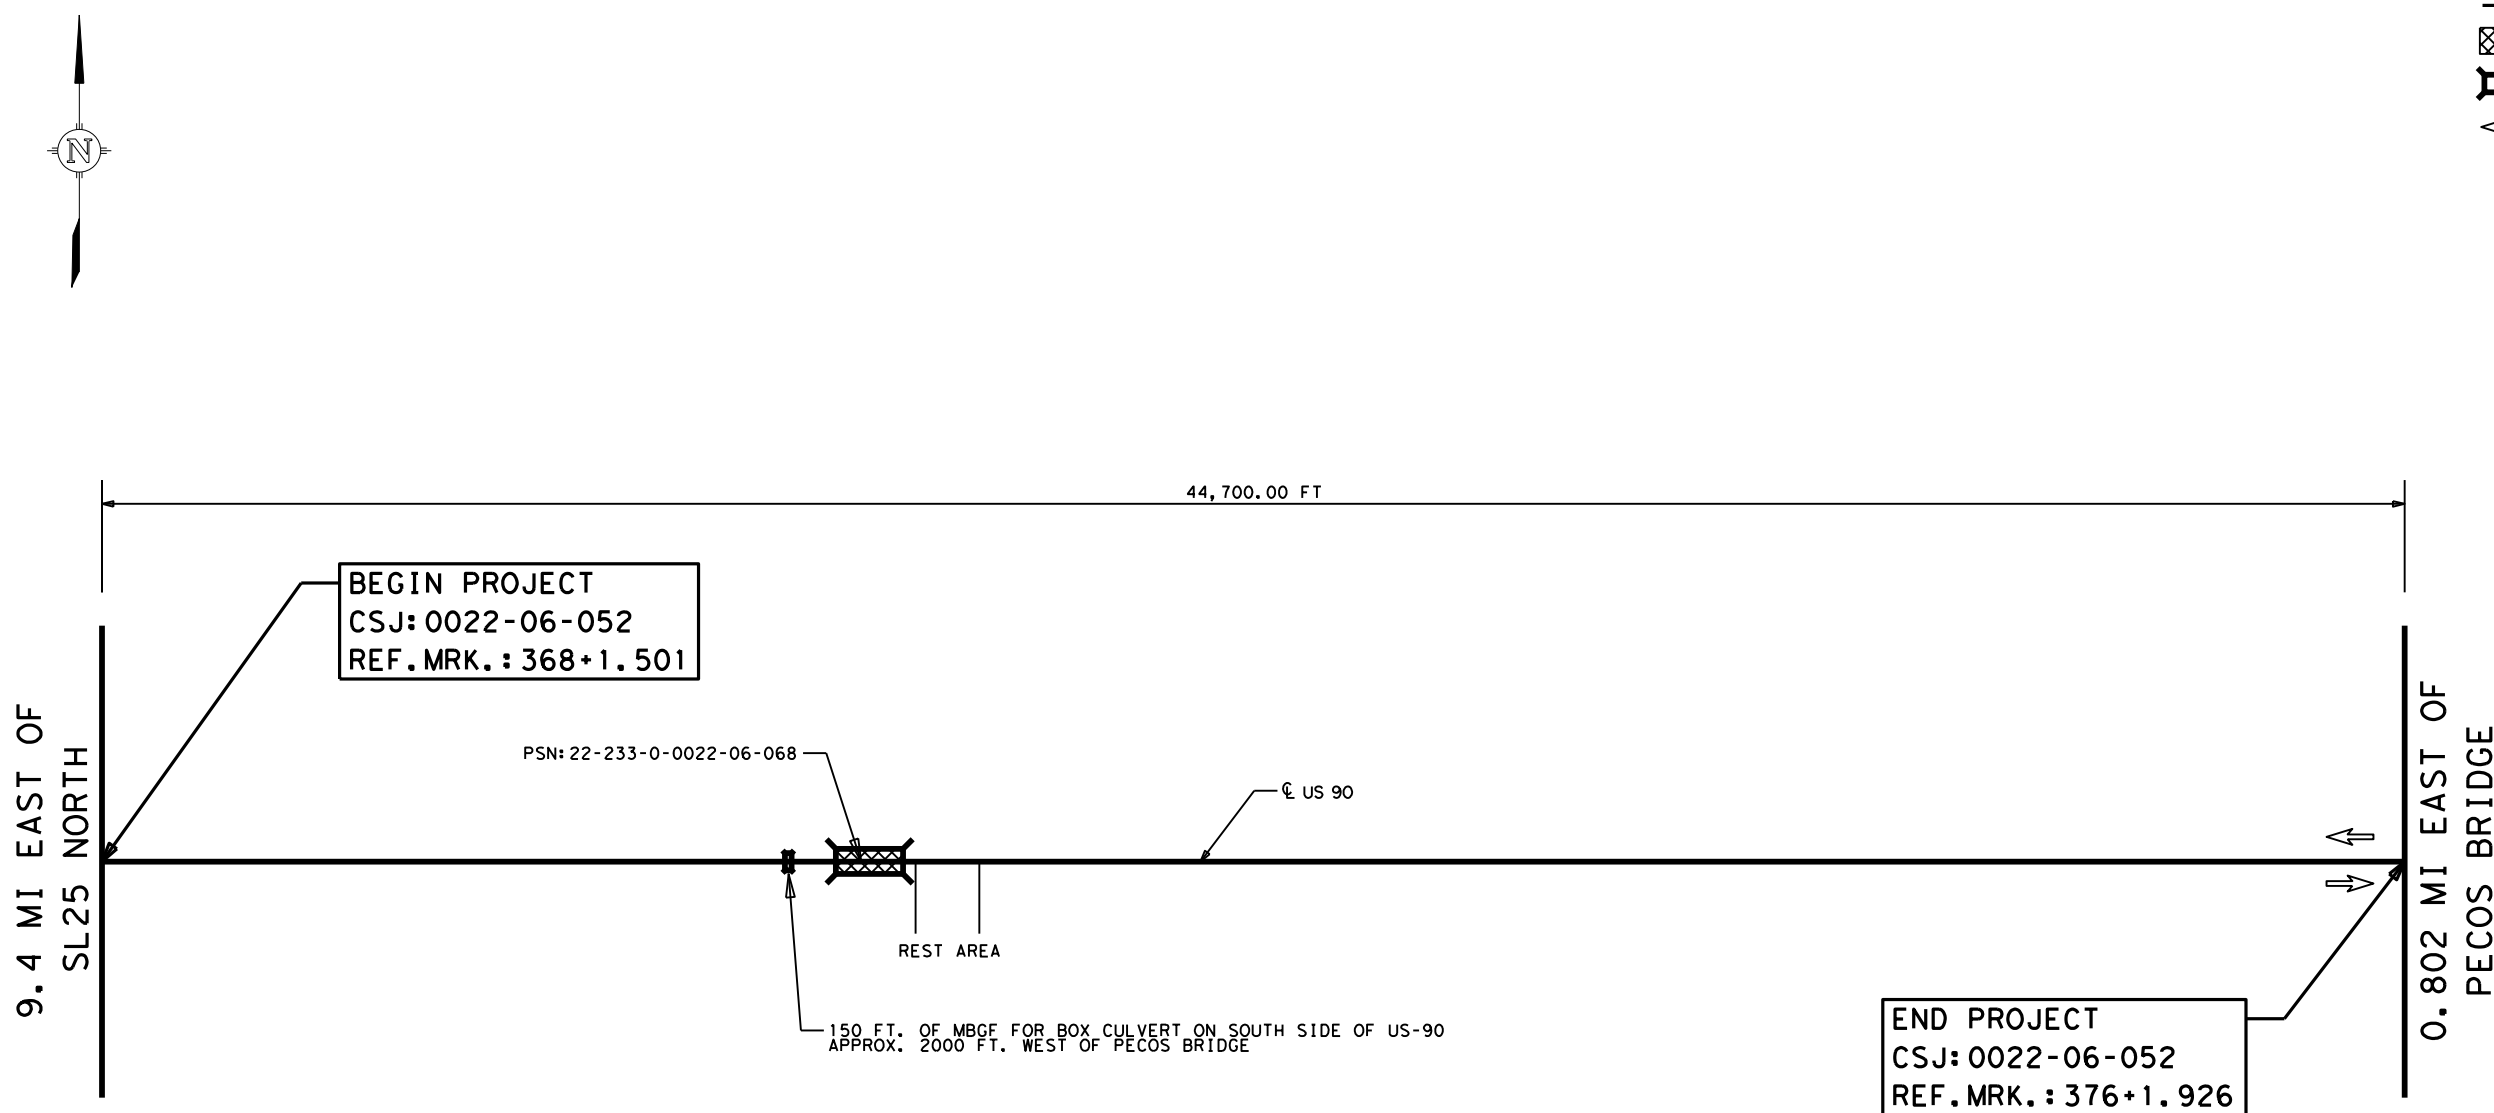 N
44,700.00 FT
BEGIN PROJECT
CSJ:0022-06-052
REF.MRK.:368+1.501
9.4 MI EAST OF
SL25 NORTH
PSN:22-233-0-0022-06-068
℄ US 90
REST AREA
150 FT. OF MBGF FOR BOX CULVERT ON SOUTH SIDE OF US-90
APPROX. 2000 FT. WEST OF PECOS BRIDGE
0.802 MI EAST OF
PECOS BRIDGE
END PROJECT
CSJ:0022-06-052
REF.MRK.:376+1.926